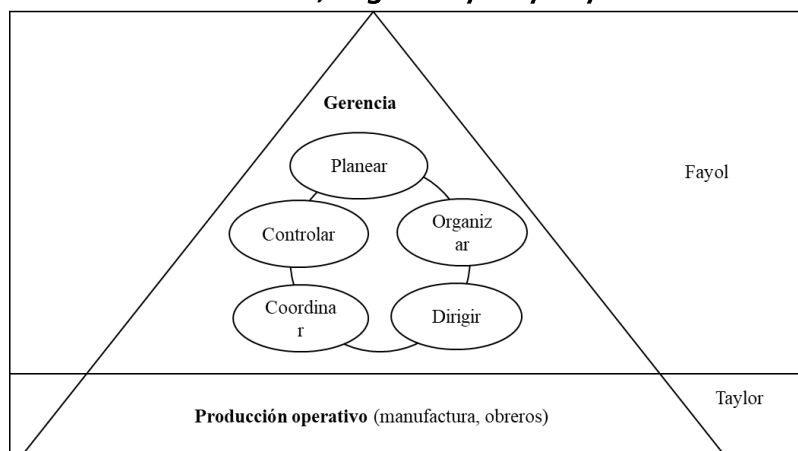 Gerencia
Planear
Fayol
Controlar
Organiz
ar
Coordina
r
Dirigir
Taylor
Producción operativo (manufactura, obreros)